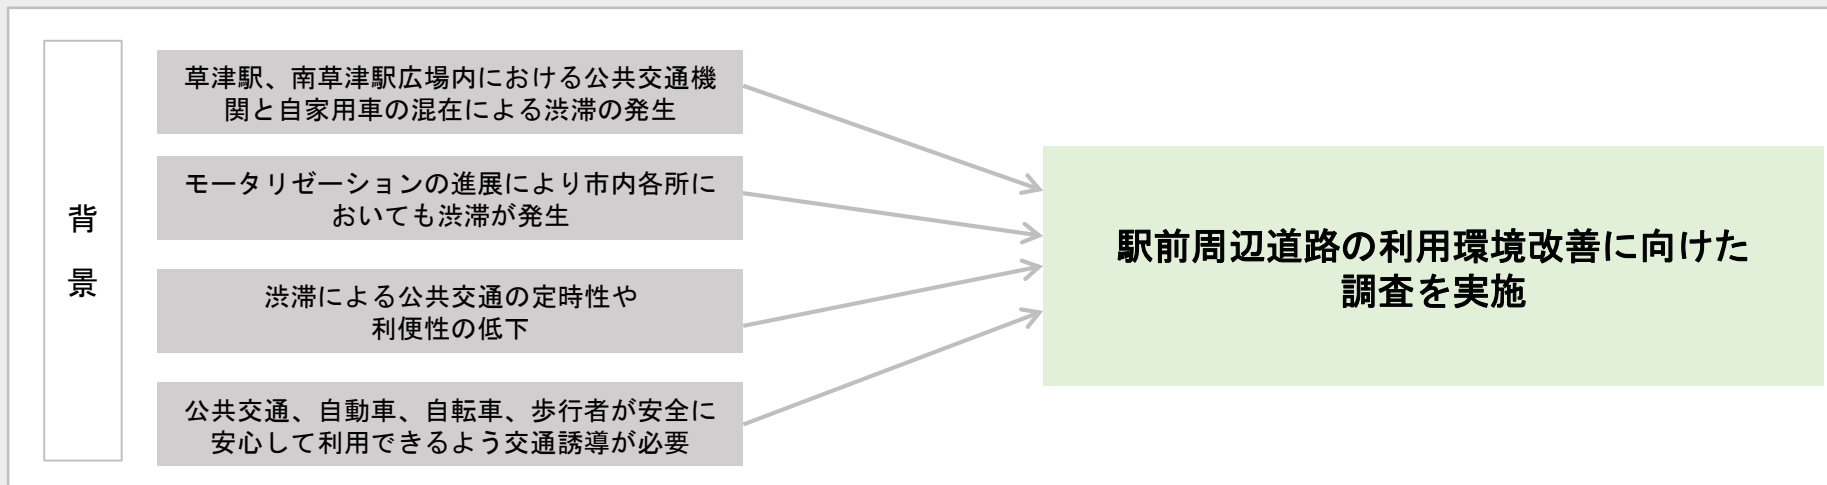 背
景
草津駅、南草津駅広場内における公共交通機
関と自家用車の混在による渋滞の発生
モータリゼーションの進展により市内各所に
おいても渋滞が発生
渋滞による公共交通の定時性や
利便性の低下
公共交通、自動車、自転車、歩行者が安全に
安心して利用できるよう交通誘導が必要
駅前周辺道路の利用環境改善に向けた
調査を実施